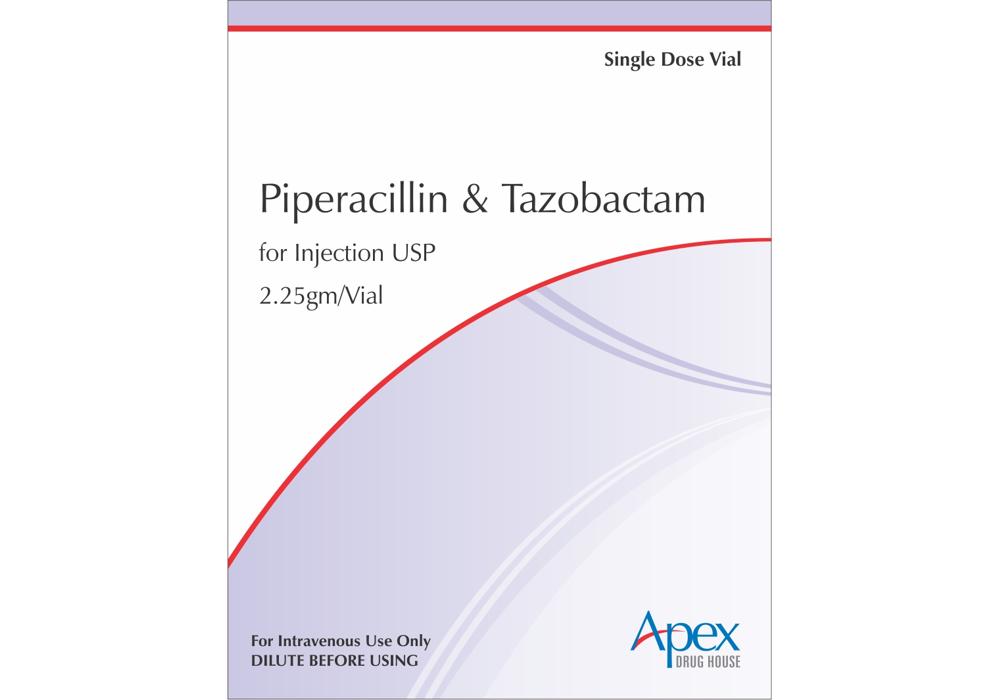 Single Dose Vial
Piperacillin & Tazobactam
for Injection USP
2.25gm/Vial
For Intravenous Use Only
DILUTE BEFORE USING
Apex
DRUG HOUSE